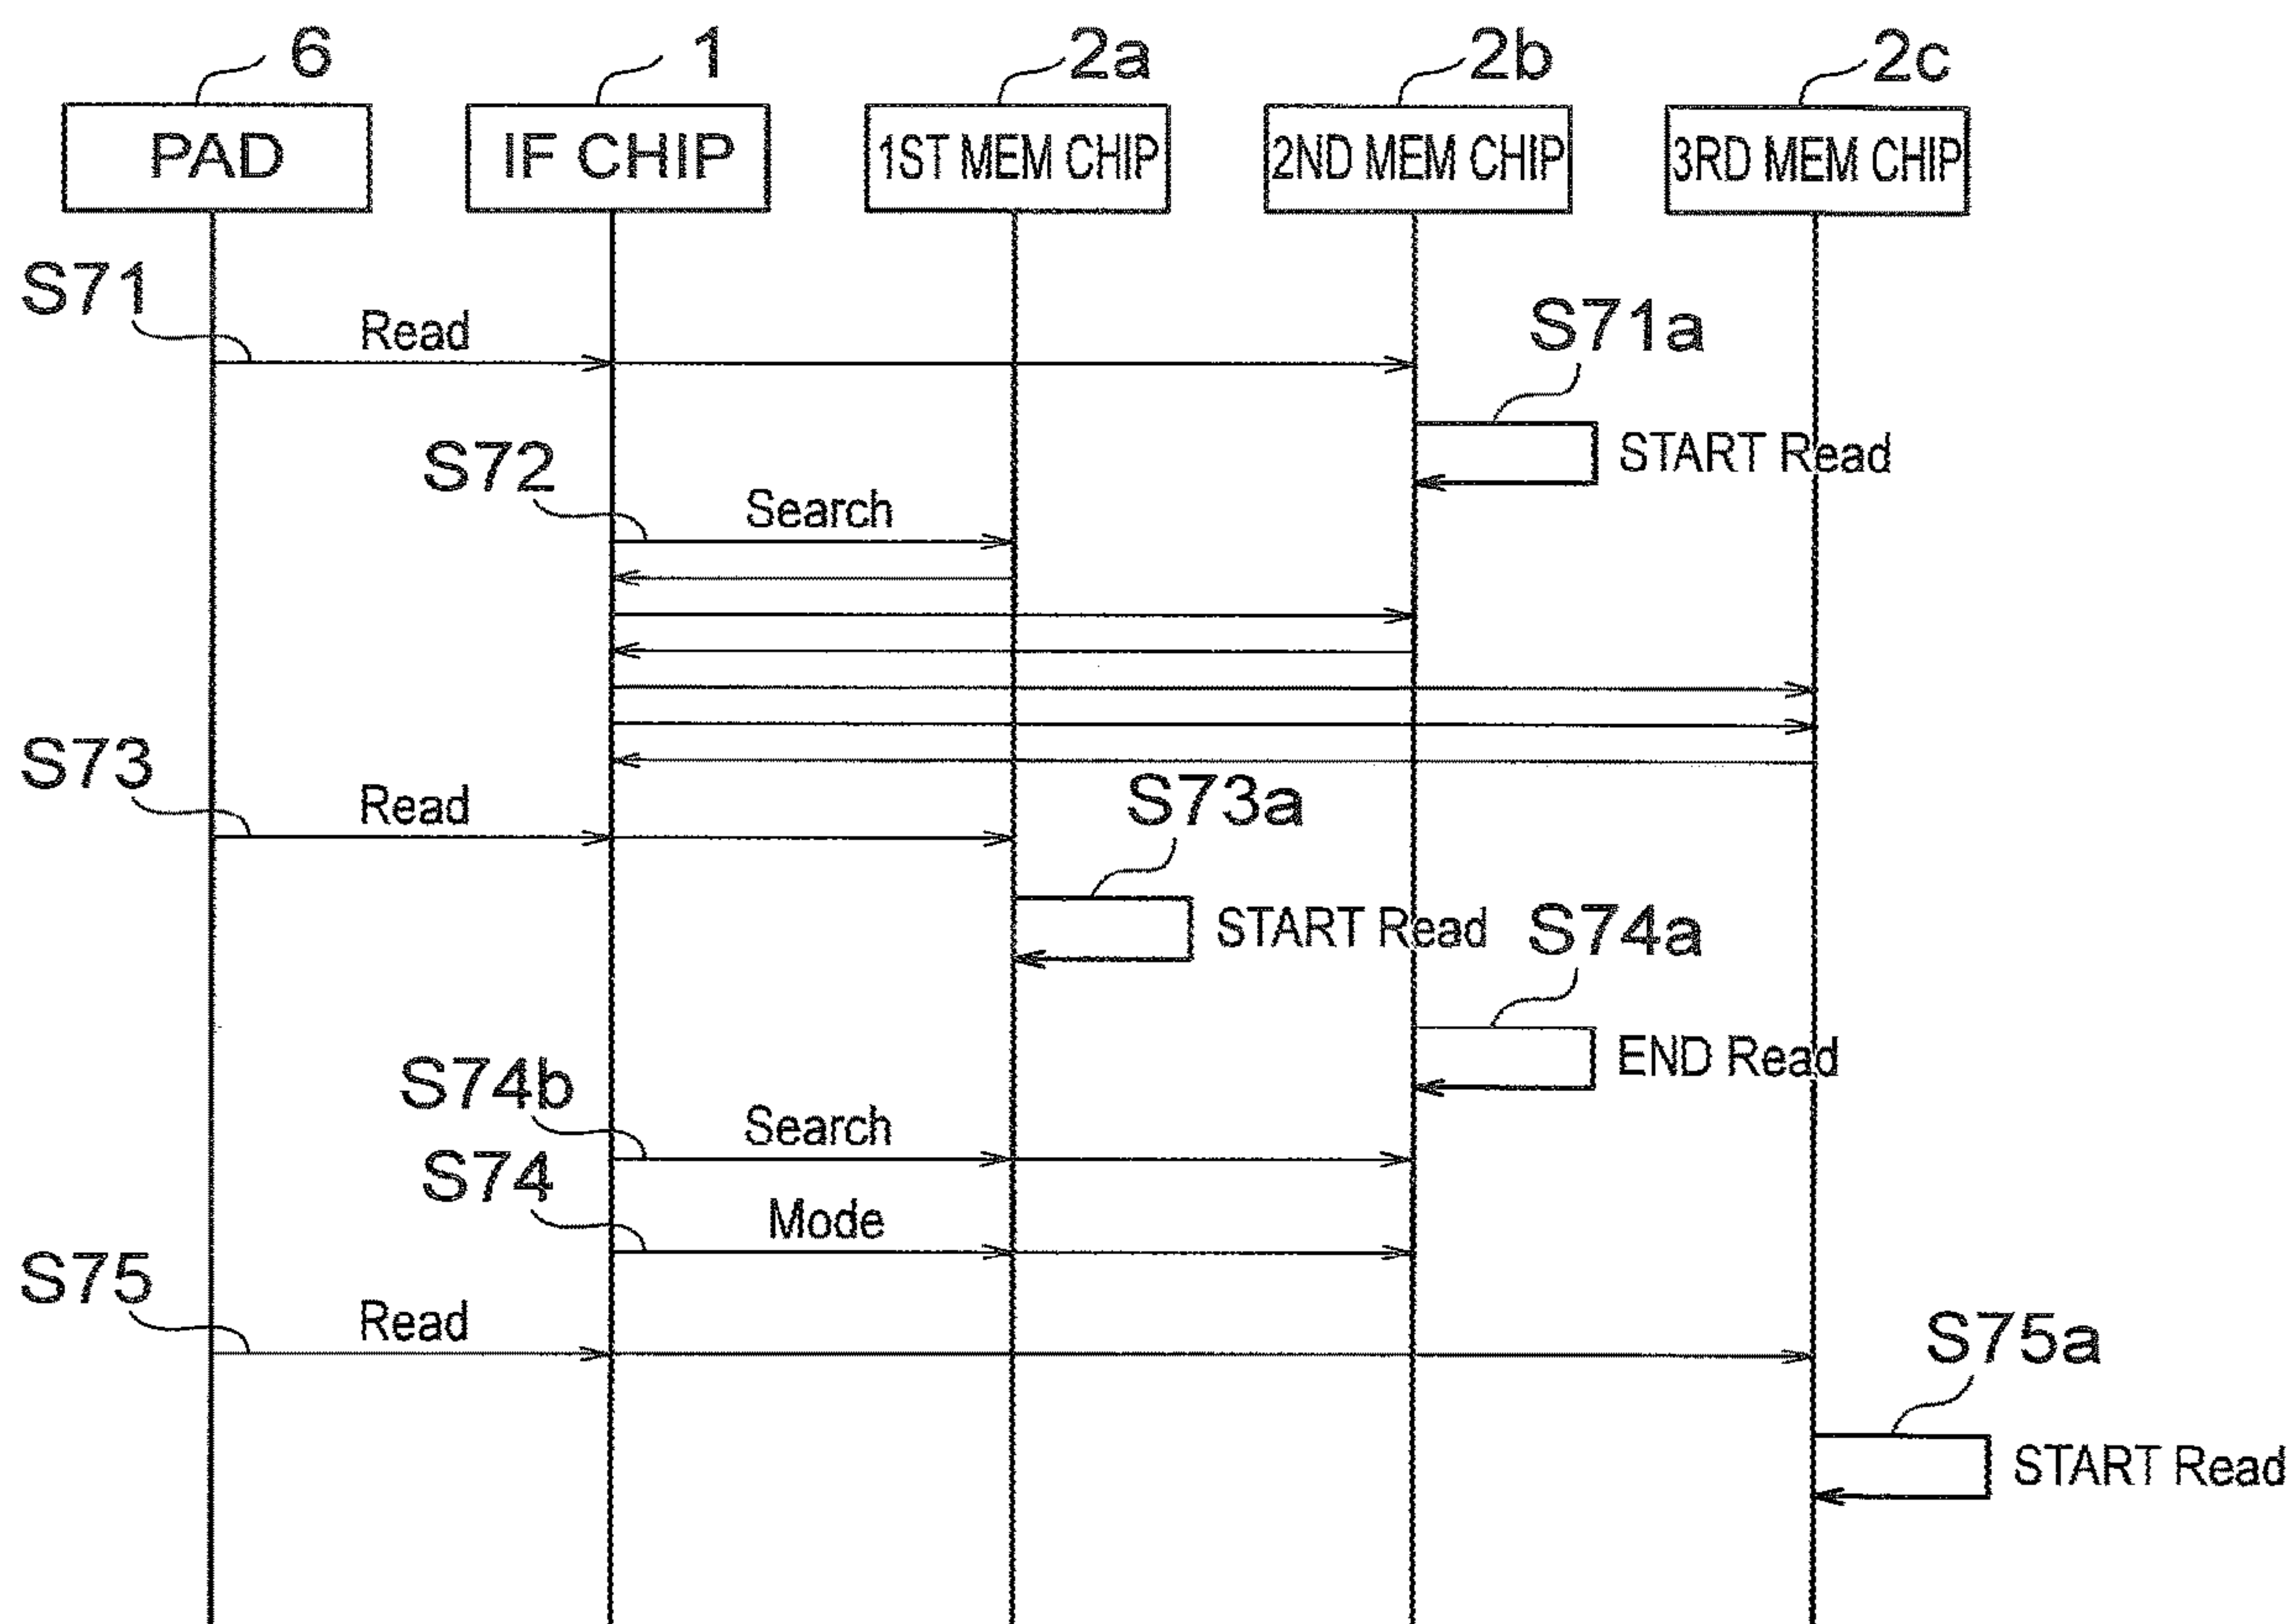 6
1
2a
2b
2c
PAD
IF CHIP
1ST MEM CHIP
2ND MEM CHIP
3RD MEM CHIP
S71
Read
S71a
START Read
S72
Search
S73
Read
S73a
START Read
S74a
END Read
S74b
Search
S74
Mode
S75
Read
S75a
START Read